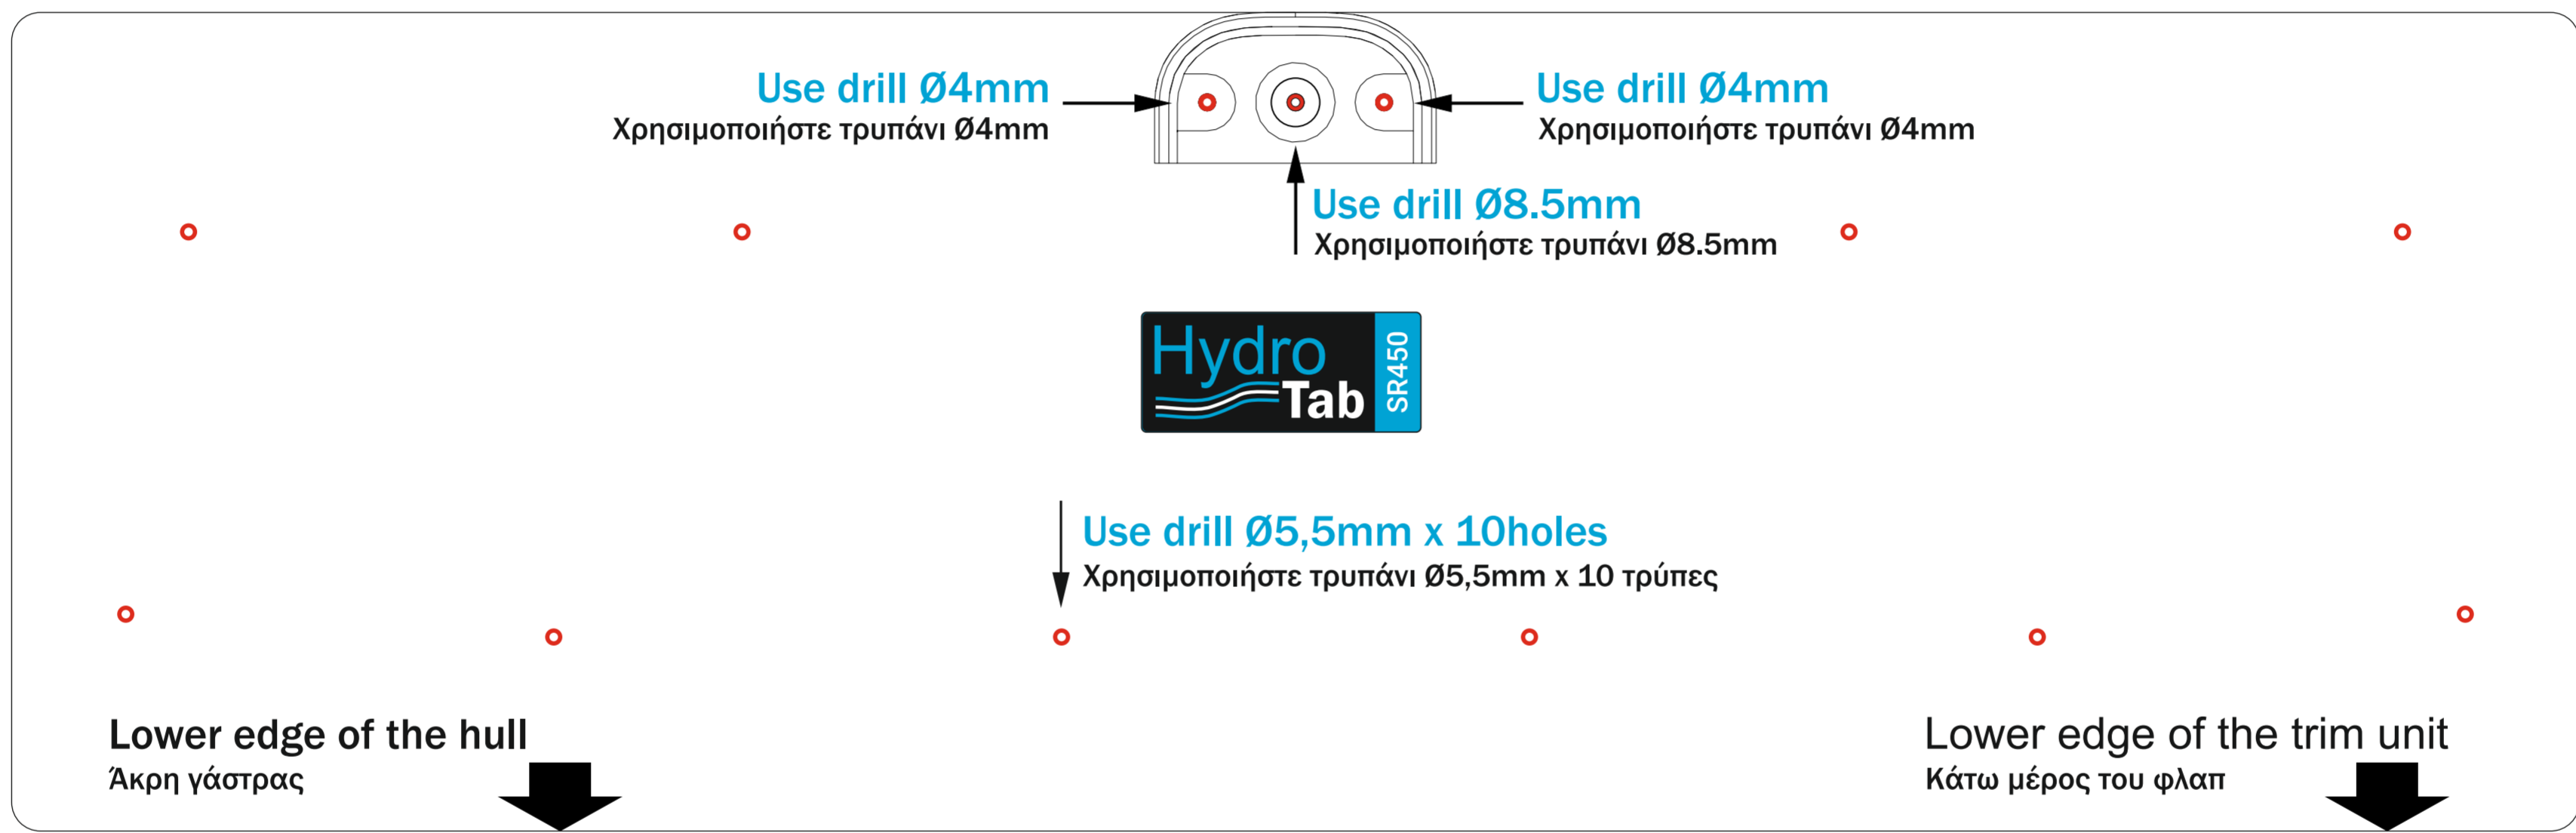 Use drill Ø4mm
Χρησιμοποιήστε τρυπάνι Ø4mm
Use drill Ø4mm
Χρησιμοποιήστε τρυπάνι Ø4mm
Use drill Ø8.5mm
Χρησιμοποιήστε τρυπάνι Ø8.5mm
Hydro
Tab
SR450
Use drill Ø5,5mm x 10holes
Χρησιμοποιήστε τρυπάνι Ø5,5mm x 10 τρύπες
Lower edge of the hull
Άκρη γάστρας
Lower edge of the trim unit
Κάτω μέρος του φλαπ